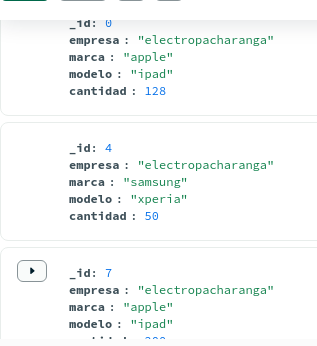 _id: 0
empresa : "electropacharanga"
marca : "apple"
modelo : "ipad"
cantidad : 128
_id: 4
empresa : "electropacharanga"
marca : "samsung"
modelo : "xperia"
cantidad : 50
_id: 7
empresa : "electropacharanga"
marca : "apple"
modelo : "ipad"